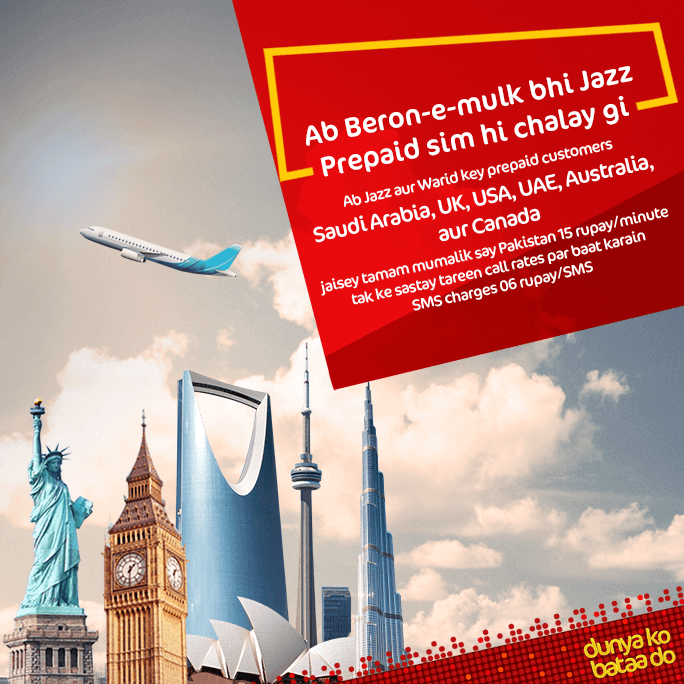 Ab Beron-e-mulk bhi Jazz
Prepaid sim hi chalay gi
Ab Jazz aur Warid key prepaid customers
Saudi Arabia, UK, USA, UAE, Australia,
aur Canada
jaisey tamam mumalik say Pakistan 15 rupay/minute
tak ke sastay tareen call rates par baat karain
SMS charges 06 rupay/SMS
dunya ko
bataa do